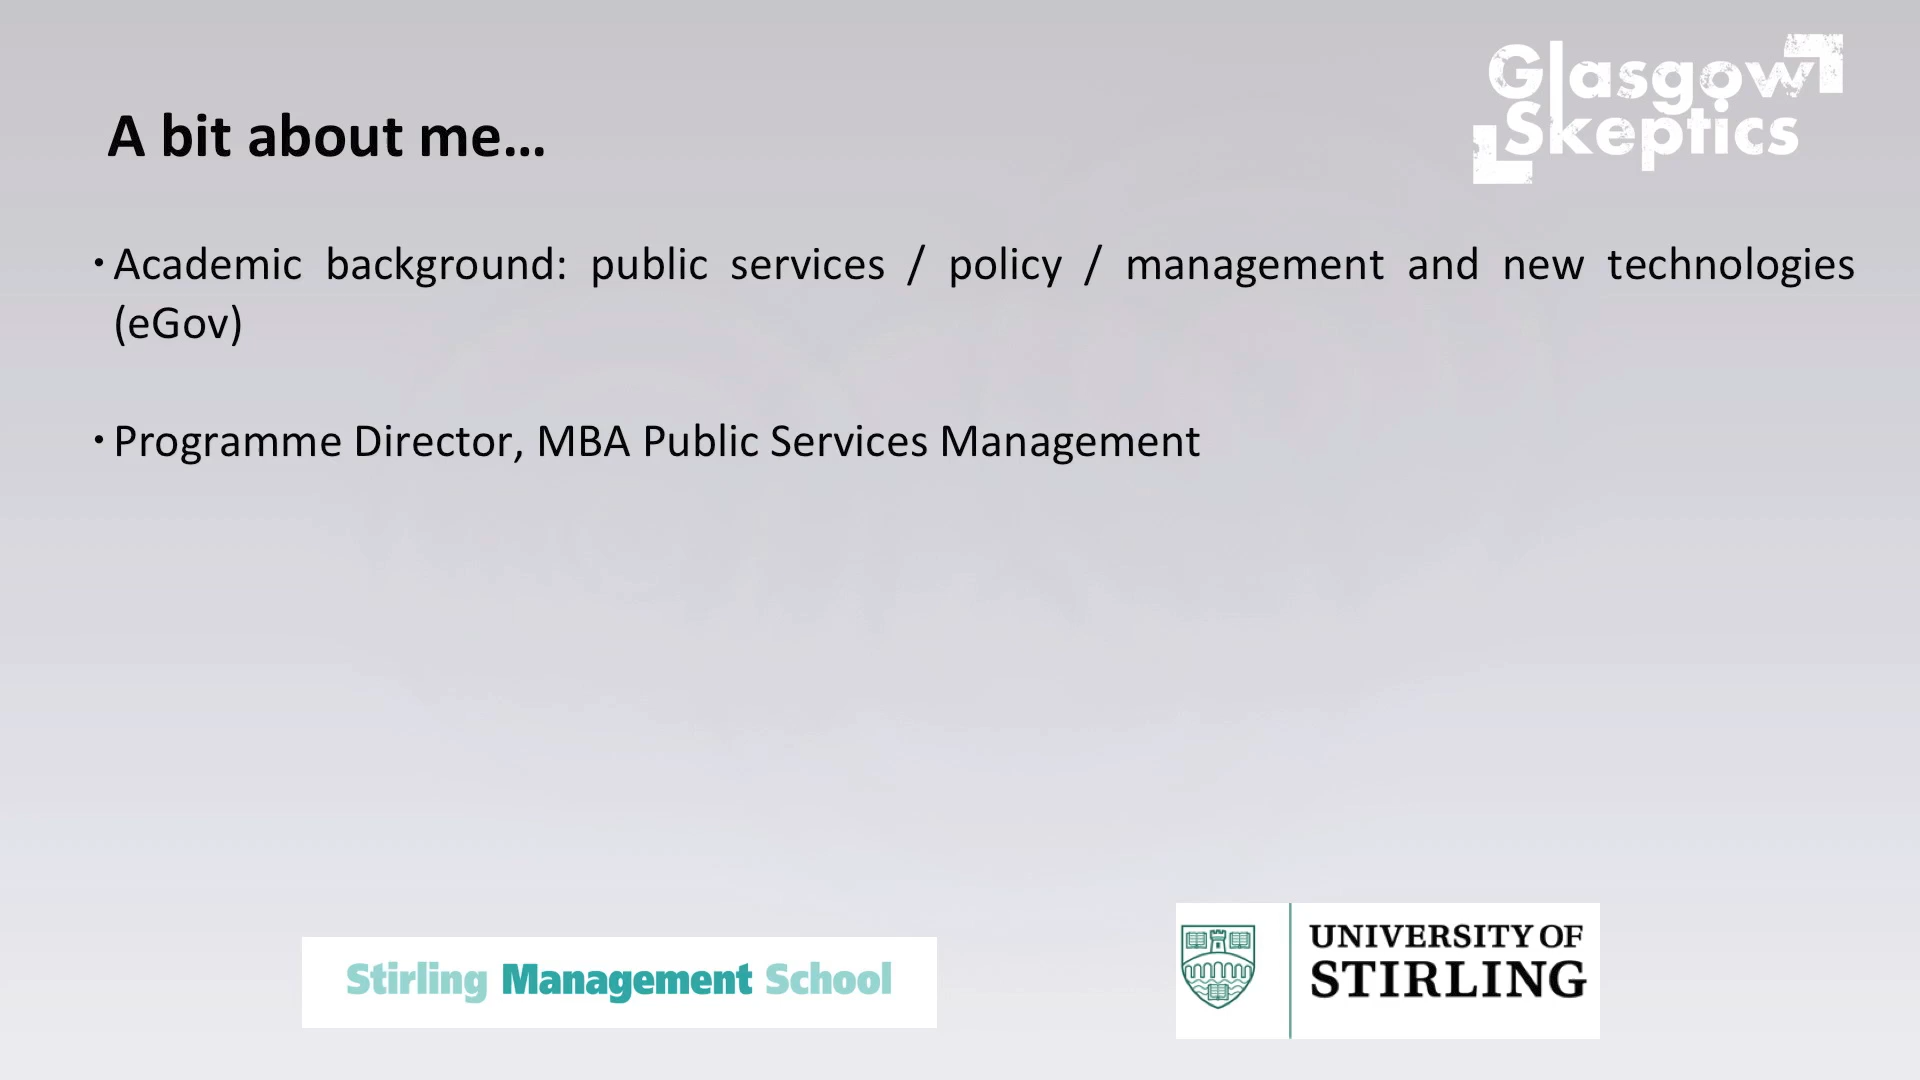 Glasgow
Skeptics
A bit about me...
• Academic background: public services / policy / management and new technologies
(eGov)
• Programme Director, MBA Public Services Management
Stirling Management School
UNIVERSITY OF
STIRLING